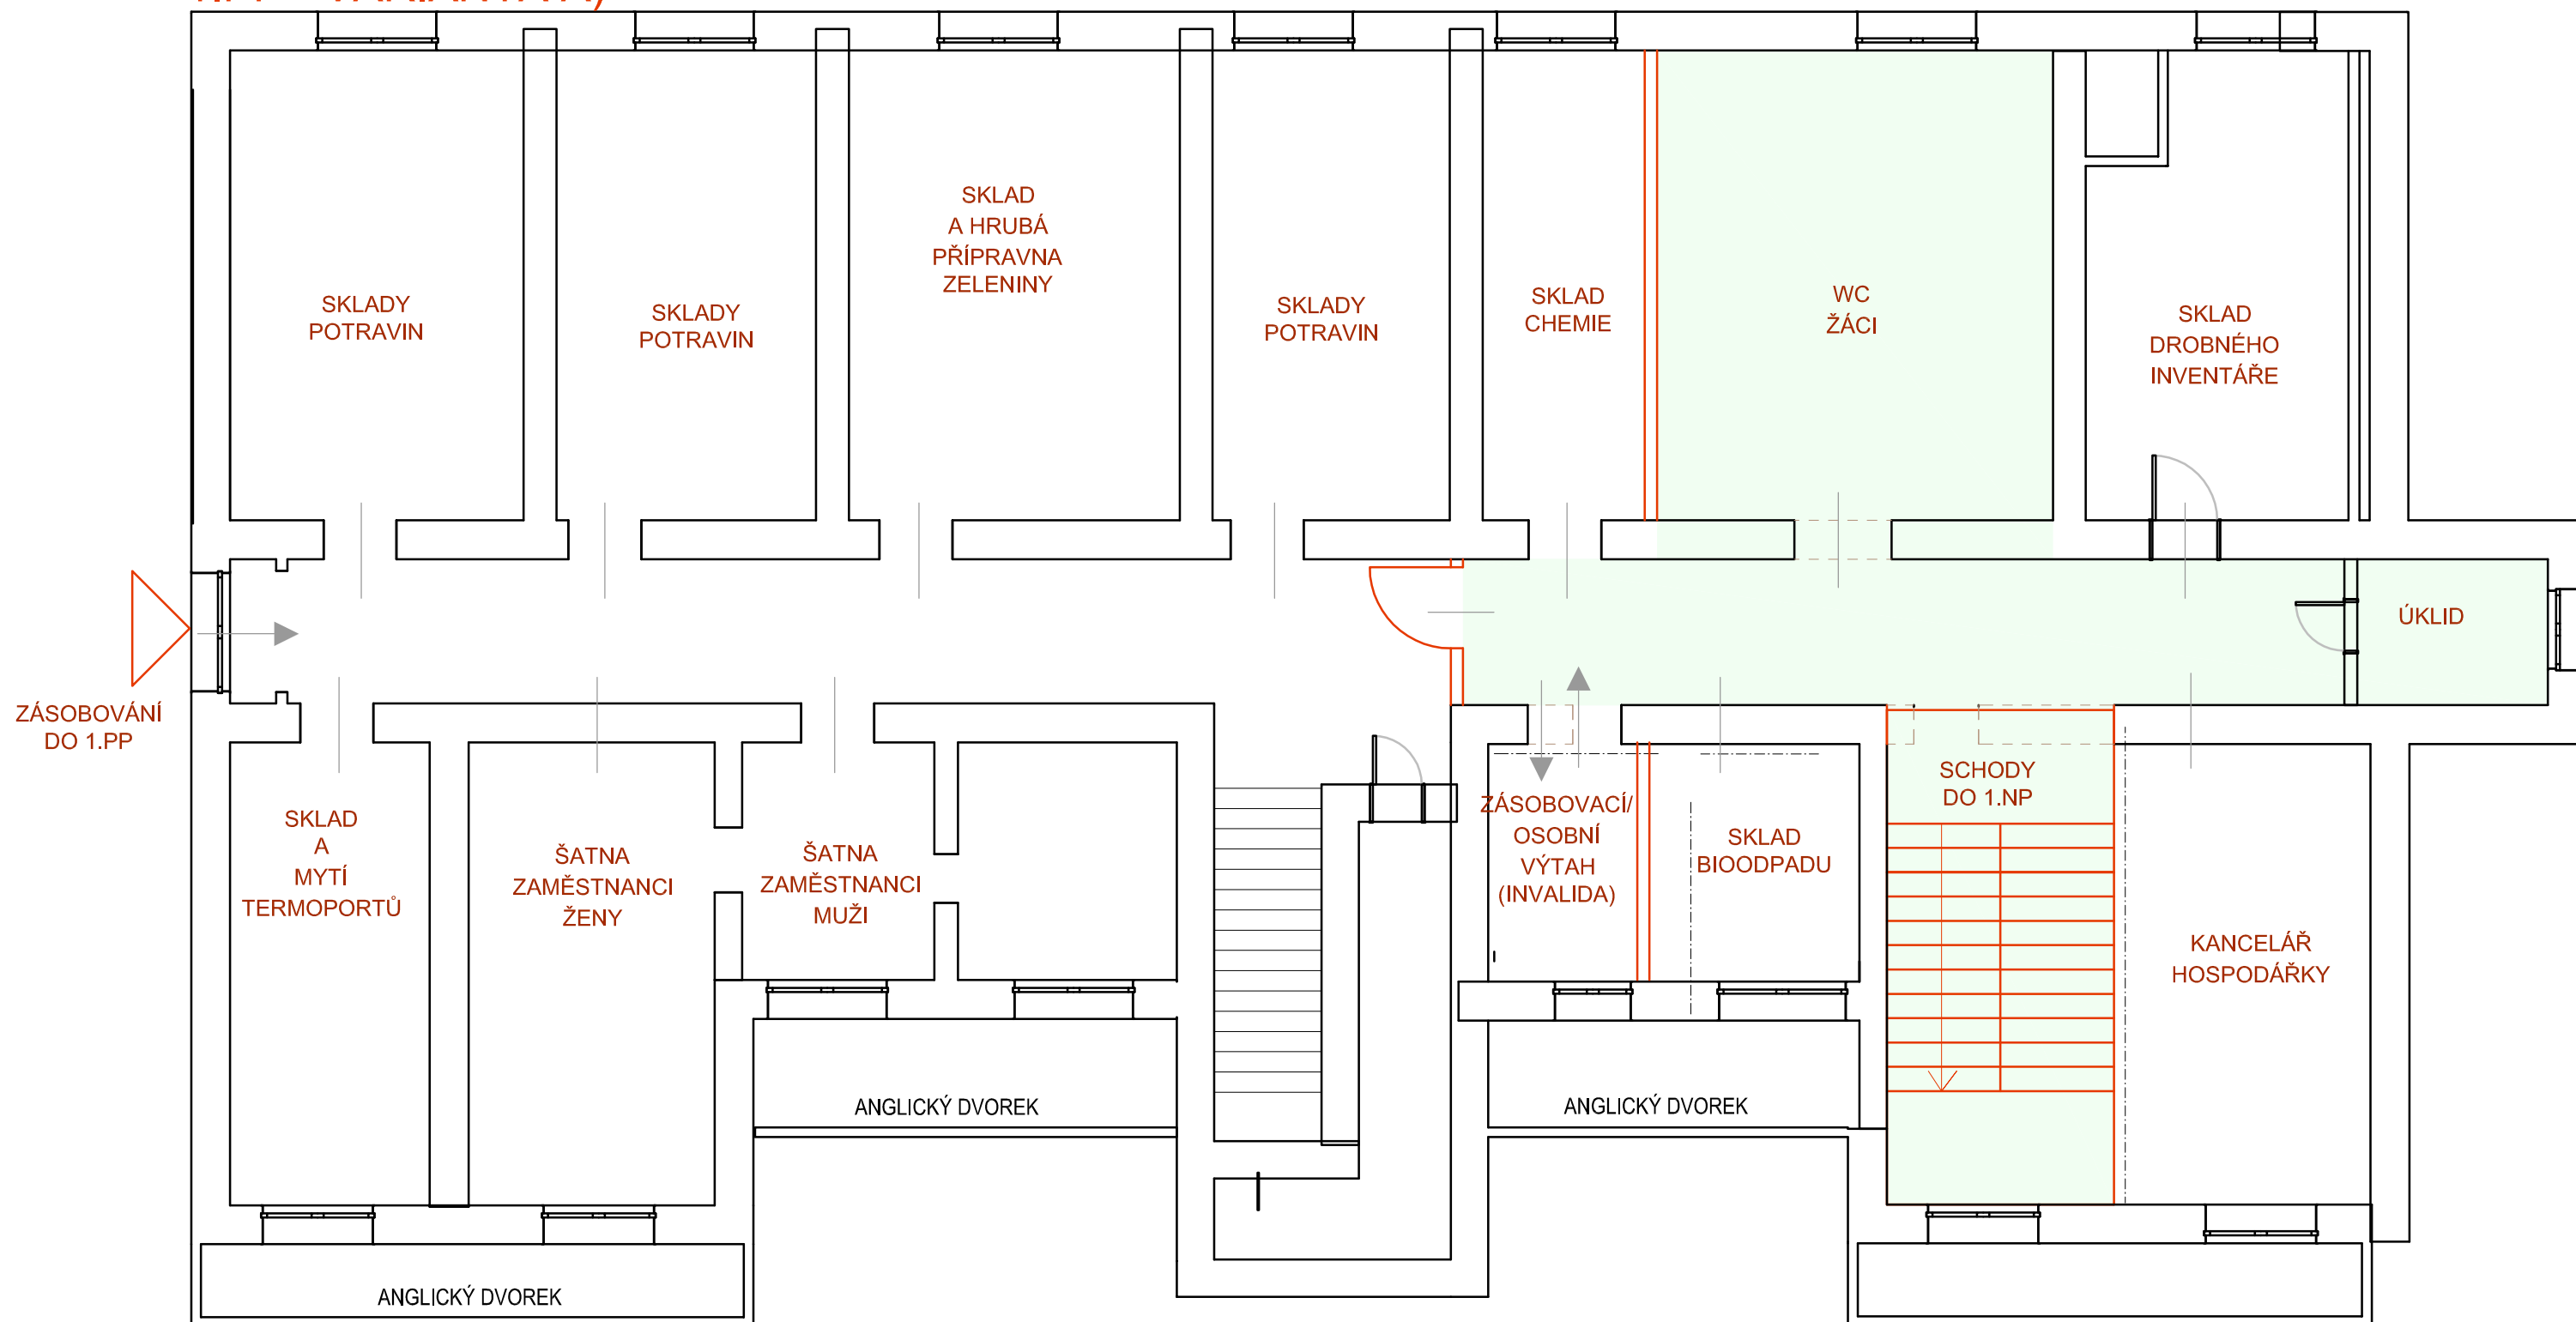 SKLADY
POTRAVIN
SKLADY
POTRAVIN
SKLAD
A HRUBÁ
PŘÍPRAVNA
ZELENINY
SKLADY
POTRAVIN
SKLAD
CHEMIE
WC
ŽÁCI
SKLAD
DROBNÉHO
INVENTÁŘE
ÚKLID
ZÁSOBOVÁNÍ
DO 1.PP
SKLAD
A
MYTÍ
TERMOPORTŮ
ŠATNA
ZAMĚSTNANCI
ŽENY
ŠATNA
ZAMĚSTNANCI
MUŽI
ZÁSOBOVACÍ/
OSOBNÍ
VÝTAH
(INVALIDA)
SKLAD
BIOODPADU
SCHODY
DO 1.NP
KANCELÁŘ
HOSPODÁŘKY
ANGLICKÝ DVOREK
ANGLICKÝ DVOREK
ANGLICKÝ DVOREK